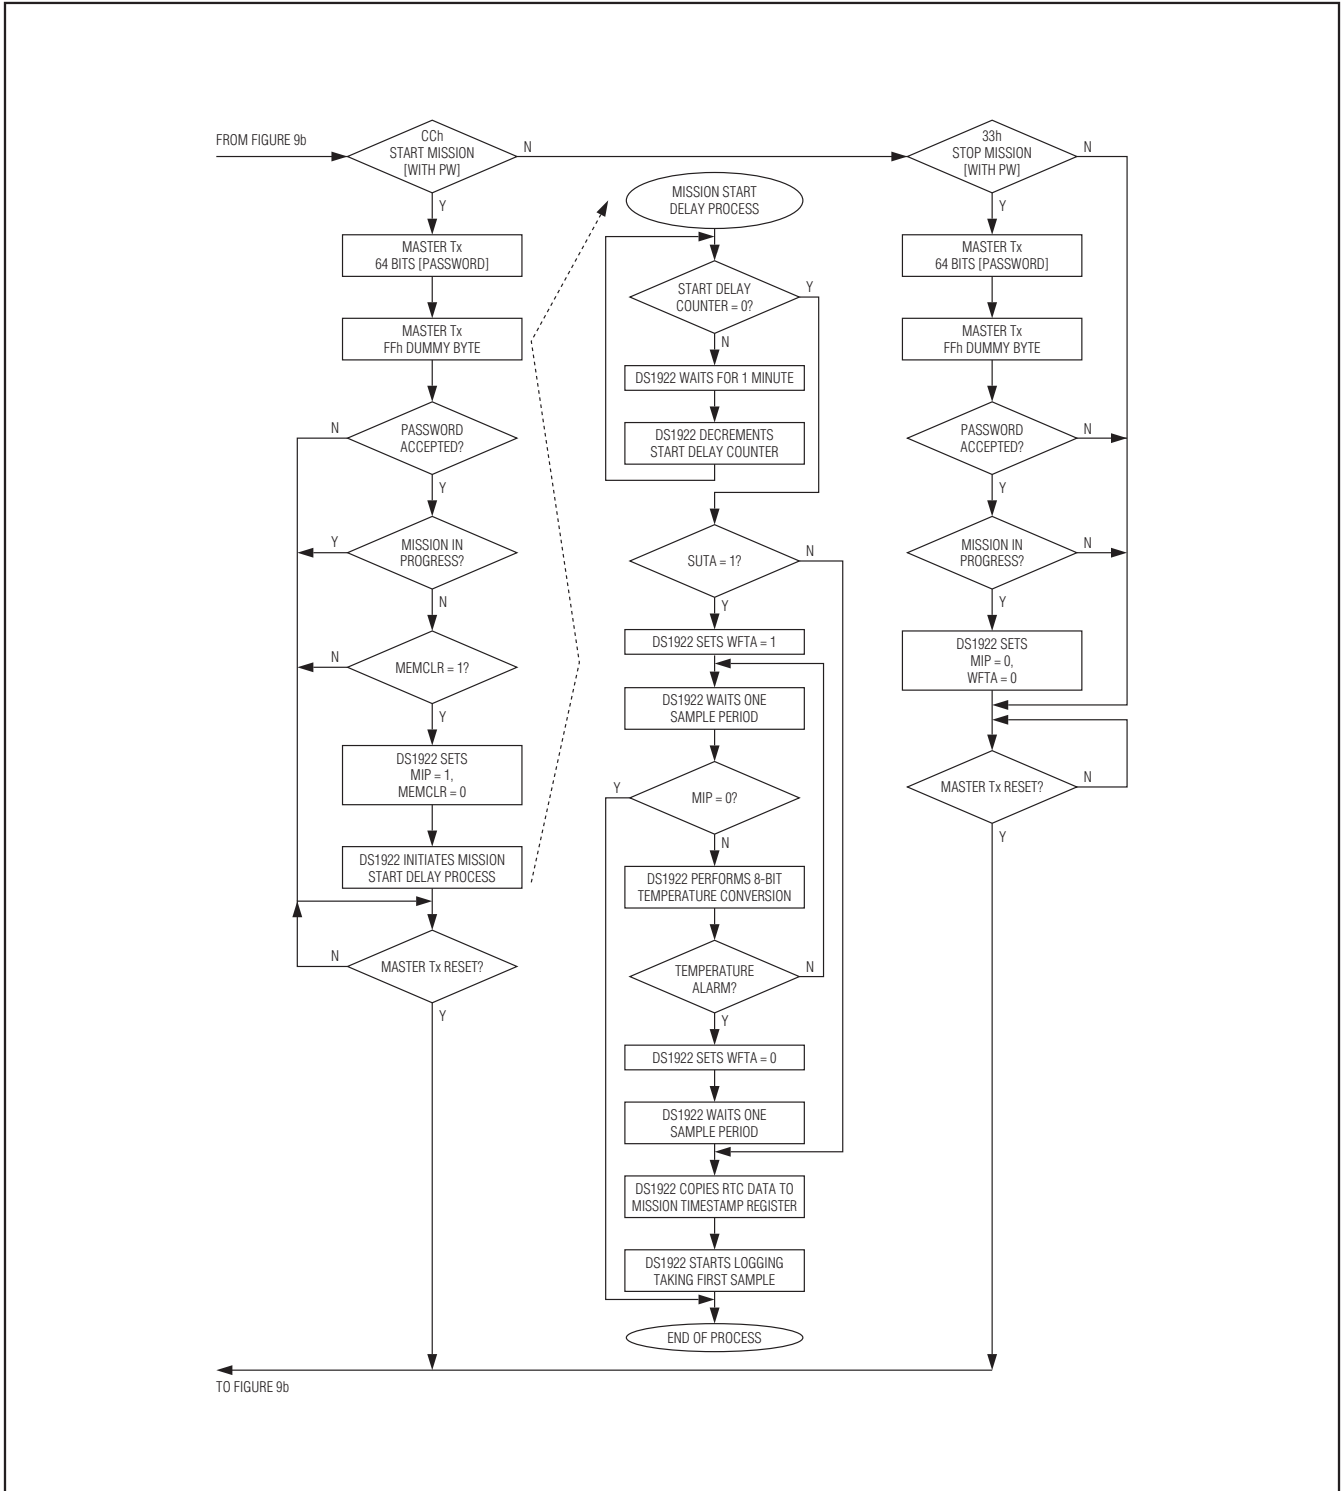 FROM FIGURE 9b
CCh
START MISSION
[WITH PW]
N
Y
MASTER Tx
64 BITS [PASSWORD]
MASTER Tx
FFh DUMMY BYTE
N
PASSWORD
ACCEPTED?
Y
Y
MISSION IN
PROGRESS?
N
N
MEMCLR = 1?
Y
DS1922 SETS
MIP = 1,
MEMCLR = 0
DS1922 INITIATES MISSION
START DELAY PROCESS
N
MASTER Tx RESET?
Y
MISSION START
DELAY PROCESS
START DELAY
COUNTER = 0?
Y
N
DS1922 WAITS FOR 1 MINUTE
DS1922 DECREMENTS
START DELAY COUNTER
SUTA = 1?
N
Y
DS1922 SETS WFTA = 1
DS1922 WAITS ONE
SAMPLE PERIOD
Y
MIP = 0?
N
DS1922 PERFORMS 8-BIT
TEMPERATURE CONVERSION
TEMPERATURE
ALARM?
N
Y
DS1922 SETS WFTA = 0
DS1922 WAITS ONE
SAMPLE PERIOD
DS1922 COPIES RTC DATA TO
MISSION TIMESTAMP REGISTER
DS1922 STARTS LOGGING
TAKING FIRST SAMPLE
END OF PROCESS
33h
STOP MISSION
[WITH PW]
N
Y
MASTER Tx
64 BITS [PASSWORD]
MASTER Tx
FFh DUMMY BYTE
PASSWORD
ACCEPTED?
N
Y
MISSION IN
PROGRESS?
N
Y
DS1922 SETS
MIP = 0,
WFTA = 0
MASTER Tx RESET?
N
Y
TO FIGURE 9b